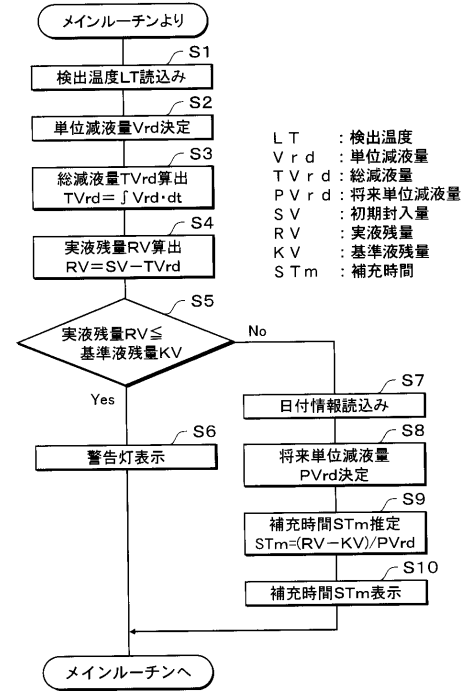 メインルーチンより
S1
検出温度LT読込み
S2
単位減液量Vrd決定
S3
総減液量TVrd算出
TVrd=∫Vrd・dt
S4
実液残量RV算出
RV=SV−TVrd
S5
実液残量RV≦
基準液残量KV
Yes
No
S6
警告灯表示
S7
日付情報読込み
S8
将来単位減液量
PVrd決定
S9
補充時間STm推定
STm=(RV−KV)/PVrd
S10
補充時間STm表示
メインルーチンへ
LT :検出温度
Vrd :単位減液量
TVrd :総減液量
PVrd :将来単位減液量
SV :初期封入量
RV :実液残量
KV :基準液残量
STm :補充時間